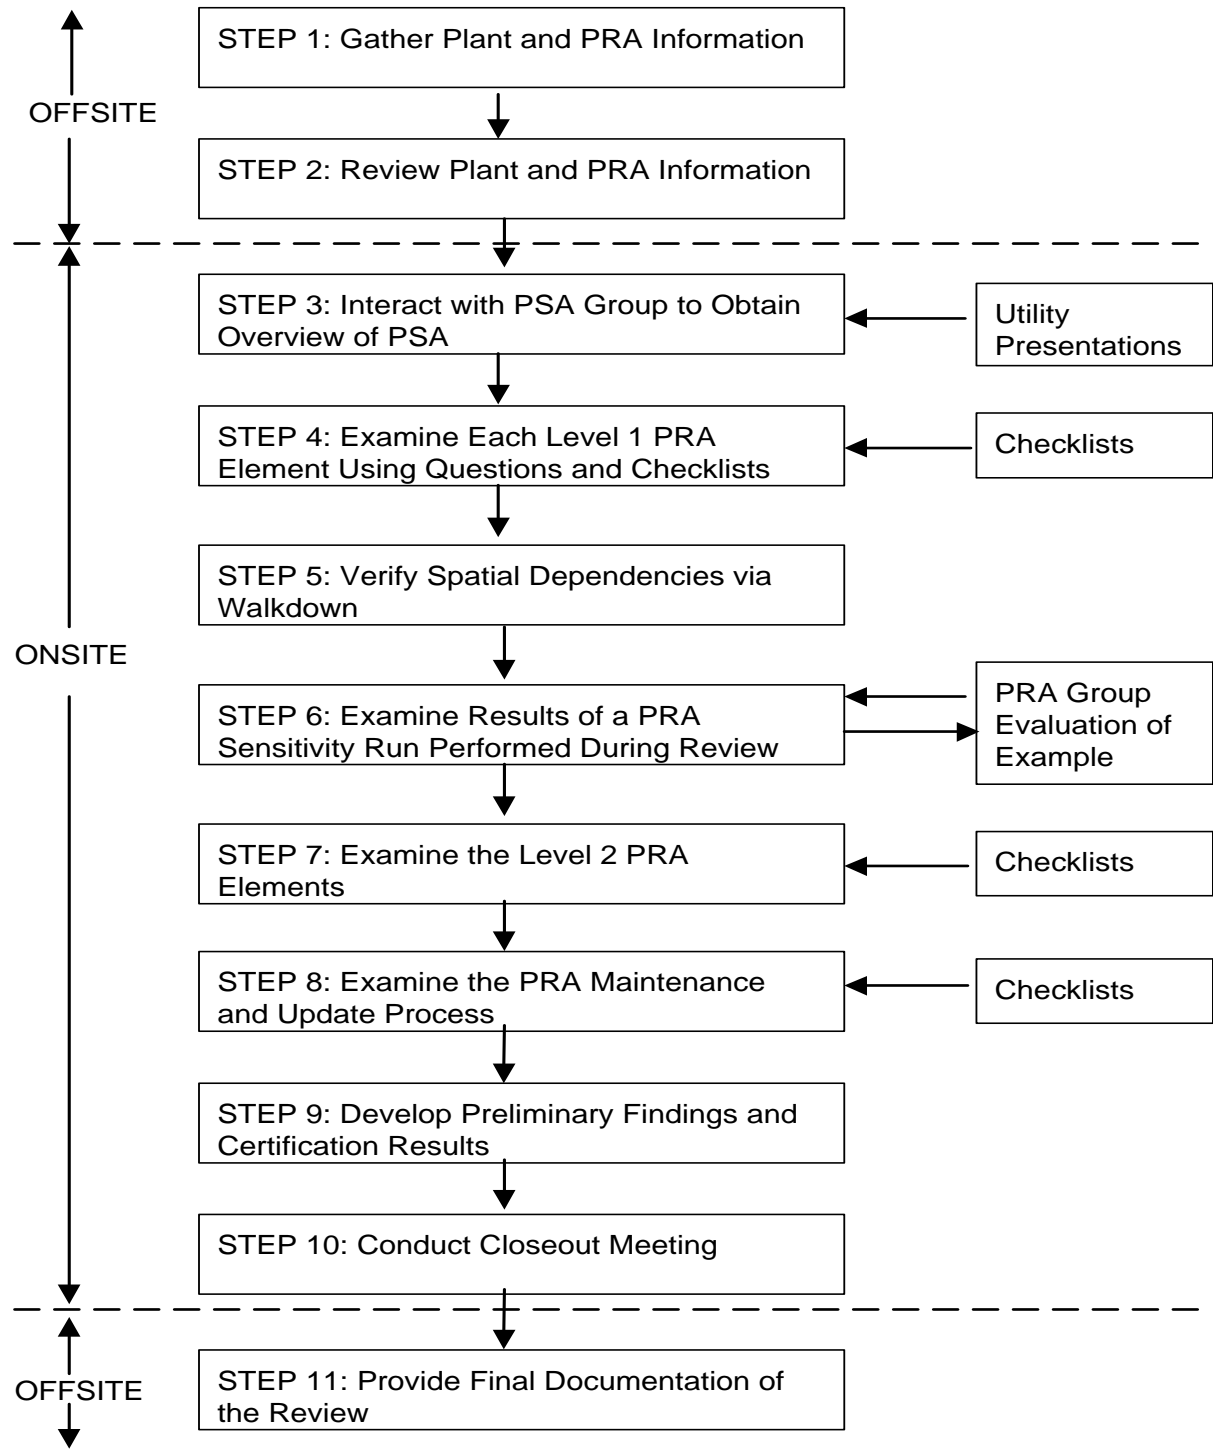 STEP 1: Gather Plant and PRA Information
OFFSITE
STEP 2: Review Plant and PRA Information
STEP 3: Interact with PSA Group to Obtain
Overview of PSA
Utility
Presentations
STEP 4: Examine Each Level 1 PRA
Element Using Questions and Checklists
Checklists
STEP 5: Verify Spatial Dependencies via
Walkdown
ONSITE
STEP 6: Examine Results of a PRA
Sensitivity Run Performed During Review
PRA Group
Evaluation of
Example
STEP 7: Examine the Level 2 PRA
Elements
Checklists
STEP 8: Examine the PRA Maintenance
and Update Process
Checklists
STEP 9: Develop Preliminary Findings and
Certification Results
STEP 10: Conduct Closeout Meeting
STEP 11: Provide Final Documentation of
the Review
OFFSITE